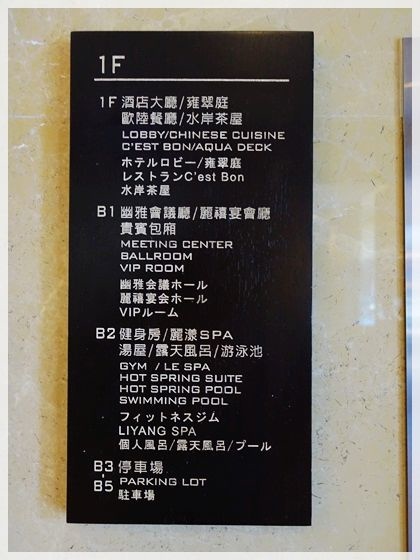 1F
1F 酒店大廳/雍翠庭
歐陸餐廳/水岸茶屋
LOBBY/CHINESE CUISINE
C'EST BON/AQUA DECK
ホテルロビー/雍翠庭
レストランC'est Bon
水岸茶屋
B1 幽雅會議廳/麗禧宴會廳
貴賓包廂
MEETING CENTER
BALLROOM
VIP ROOM
幽雅会議ホール
麗禧宴会ホール
VIPルーム
B2 健身房/麗漾SPA
湯屋/露天風呂/游泳池
GYM /LE SPA
HOT SPRING SUITE
HOT SPRING POOL
SWIMMING POOL
フィットネスジム
LIYANG SPA
個人風呂/露天風呂/プール
B3 停車場
- PARKING LOT
B5 駐車場